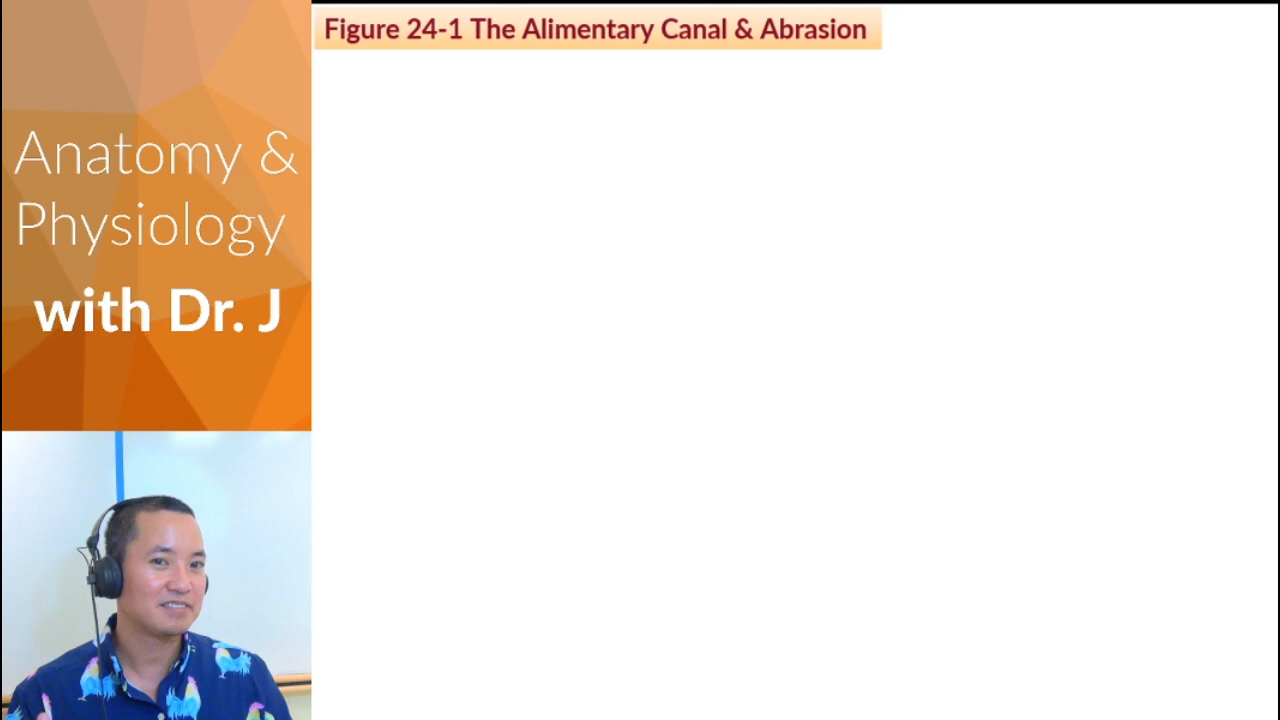 Figure 24-1 The Alimentary Canal & Abrasion
Anatomy &
Physiology
with Dr. J